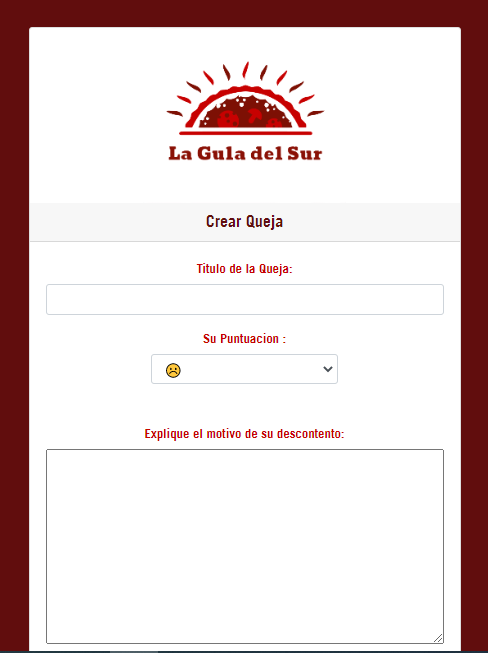 La Gula del Sur
Crear Queja
Titulo de la Queja:
Su Puntuacion :
☹️
Explique el motivo de su descontento: